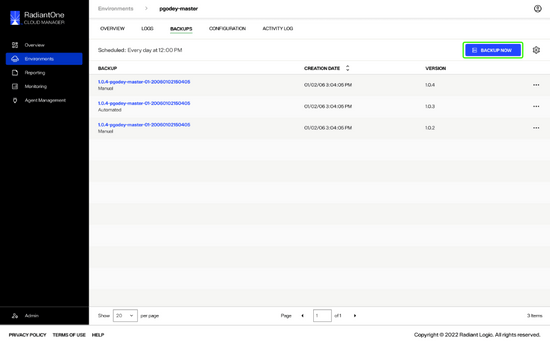 RadiantOne
CLOUD MANAGER
Overview
Environments
Reporting
Monitoring
Agent Management
Admin
Environments > pgodey-master
OVERVIEW LOGS BACKUPS CONFIGURATION ACTIVITY LOG
Scheduled: Every day at 12:00 PM
BACKUP NOW
BACKUP CREATION DATE VERSION
1.0.4-pgodey-master-01-20060102150405 01/02/06 3:04:05 PM 1.0.4
Manual
1.0.4-pgodey-master-01-20060102150405 01/02/06 3:04:05 PM 1.0.3
Automated
1.0.4-pgodey-master-01-20060102150405 01/02/06 3:04:05 PM 1.0.2
Manual
Show 20 per page Page 1 of 1 3 items
PRIVACY POLICY TERMS OF USE HELP Copyright © 2022 Radiant Logic. All rights reserved.